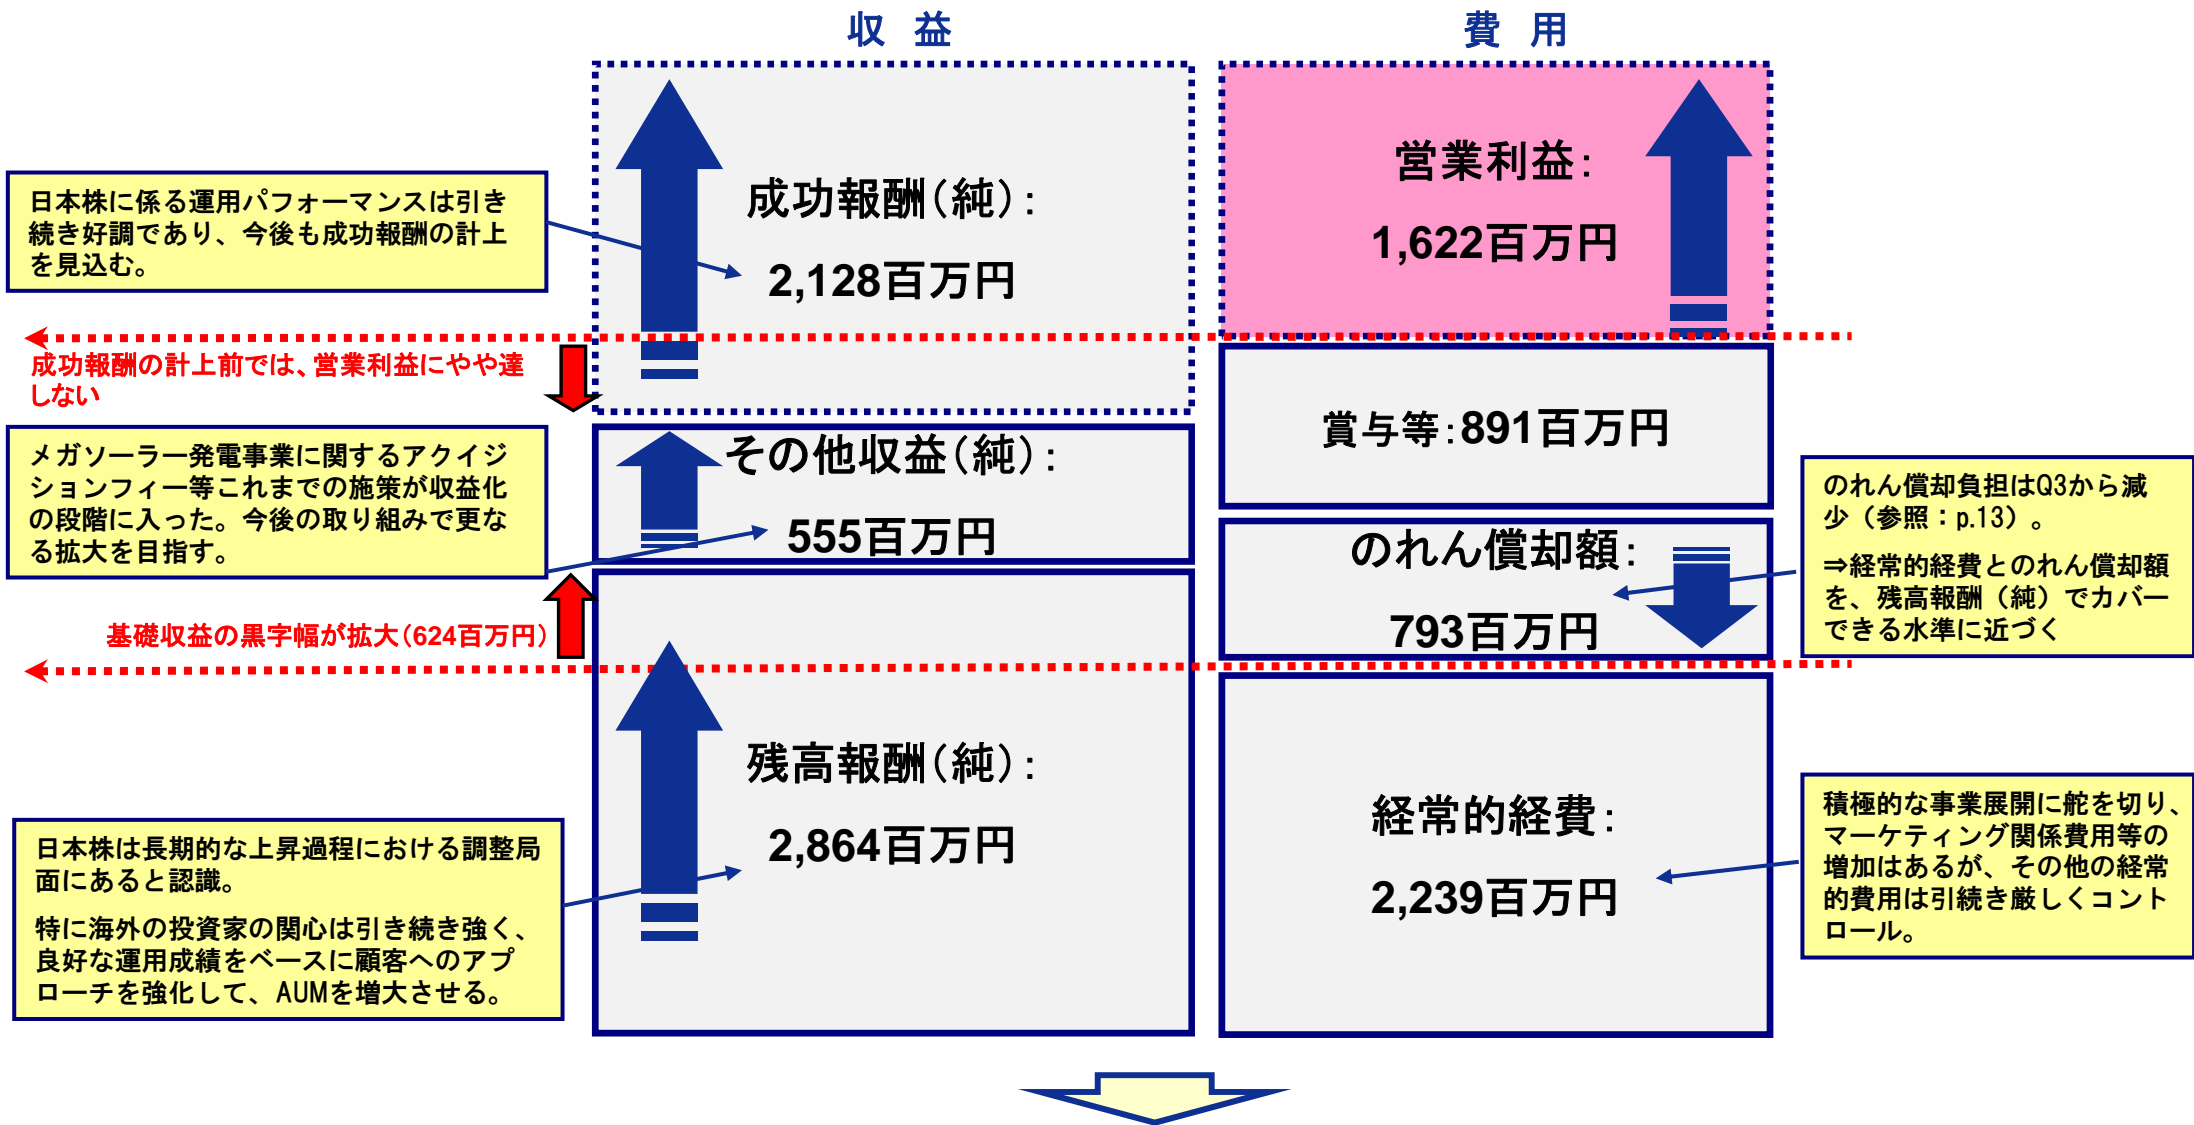 収　益
費　用
成功報酬（純）：
2,128百万円
営業利益：
1,622百万円
日本株に係る運用パフォーマンスは引き
続き好調であり、今後も成功報酬の計上
を見込む。
成功報酬の計上前では、営業利益にやや達
しない
賞与等：891百万円
メガソーラー発電事業に関するアクイジ
ションフィー等これまでの施策が収益化
の段階に入った。今後の取り組みで更な
る拡大を目指す。
その他収益（純）：
555百万円
のれん償却額：
793百万円
のれん償却負担はQ3から減
少（参照：p.13）。
⇒経常的経費とのれん償却額
を、残高報酬（純）でカバー
できる水準に近づく
基礎収益の黒字幅が拡大（624百万円）
残高報酬（純）：
2,864百万円
経常的経費：
2,239百万円
日本株は長期的な上昇過程における調整局
面にあると認識。
特に海外の投資家の関心は引き続き強く、
良好な運用成績をベースに顧客へのアプ
ローチを強化して、AUMを増大させる。
積極的な事業展開に舵を切り、
マーケティング関係費用等の
増加はあるが、その他の経常
的費用は引続き厳しくコント
ロール。